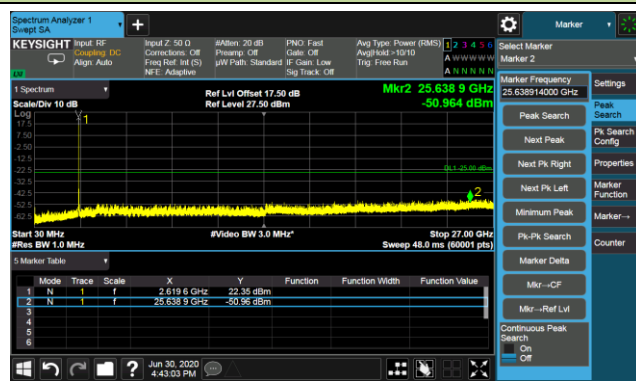 Spectrum Analyzer 1
Swept SA
+
Marker
KEYSIGHT
Input: RF
Coupling: DC
Align: Auto
Input Z: 50 Ω
Corrections: Off
Freq Ref: Int (S)
NFE: Adaptive
#Atten: 20 dB
Preamp: Off
µW Path: Standard
PNO: Fast
Gate: Off
IF Gain: Low
Sig Track: Off
Avg Type: Power (RMS)
Avg|Hold:>10/10
Trig: Free Run
1 2 3 4 5 6
A W W W W W
A N N N N N
Select Marker
Marker 2
LXI
1 Spectrum
Scale/Div 10 dB
Ref Lvl Offset 17.50 dB
Ref Level 27.50 dBm
Mkr2 25.638 9 GHz
-50.964 dBm
Log
17.5
7.50
-2.50
-12.5
-22.5
-32.5
-42.5
-52.5
-62.5
1
DL1 -25.00 dBm
2
Start 30 MHz
#Res BW 1.0 MHz
#Video BW 3.0 MHz*
Stop 27.00 GHz
Sweep 48.0 ms (60001 pts)
5 Marker Table
Mode Trace Scale X Y Function Function Width Function Value
1 N 1 f 2.619 6 GHz 22.35 dBm
2 N 1 f 25.638 9 GHz -50.96 dBm
3
4
5
6
Jun 30, 2020
4:43:03 PM
?
Marker Frequency
25.638914000 GHz
Peak Search
Next Peak
Next Pk Right
Next Pk Left
Minimum Peak
Pk-Pk Search
Marker Delta
Mkr→CF
Mkr→Ref Lvl
Continuous Peak
Search
On
Off
Settings
Peak
Search
Pk Search
Config
Properties
Marker
Function
Marker→
Counter